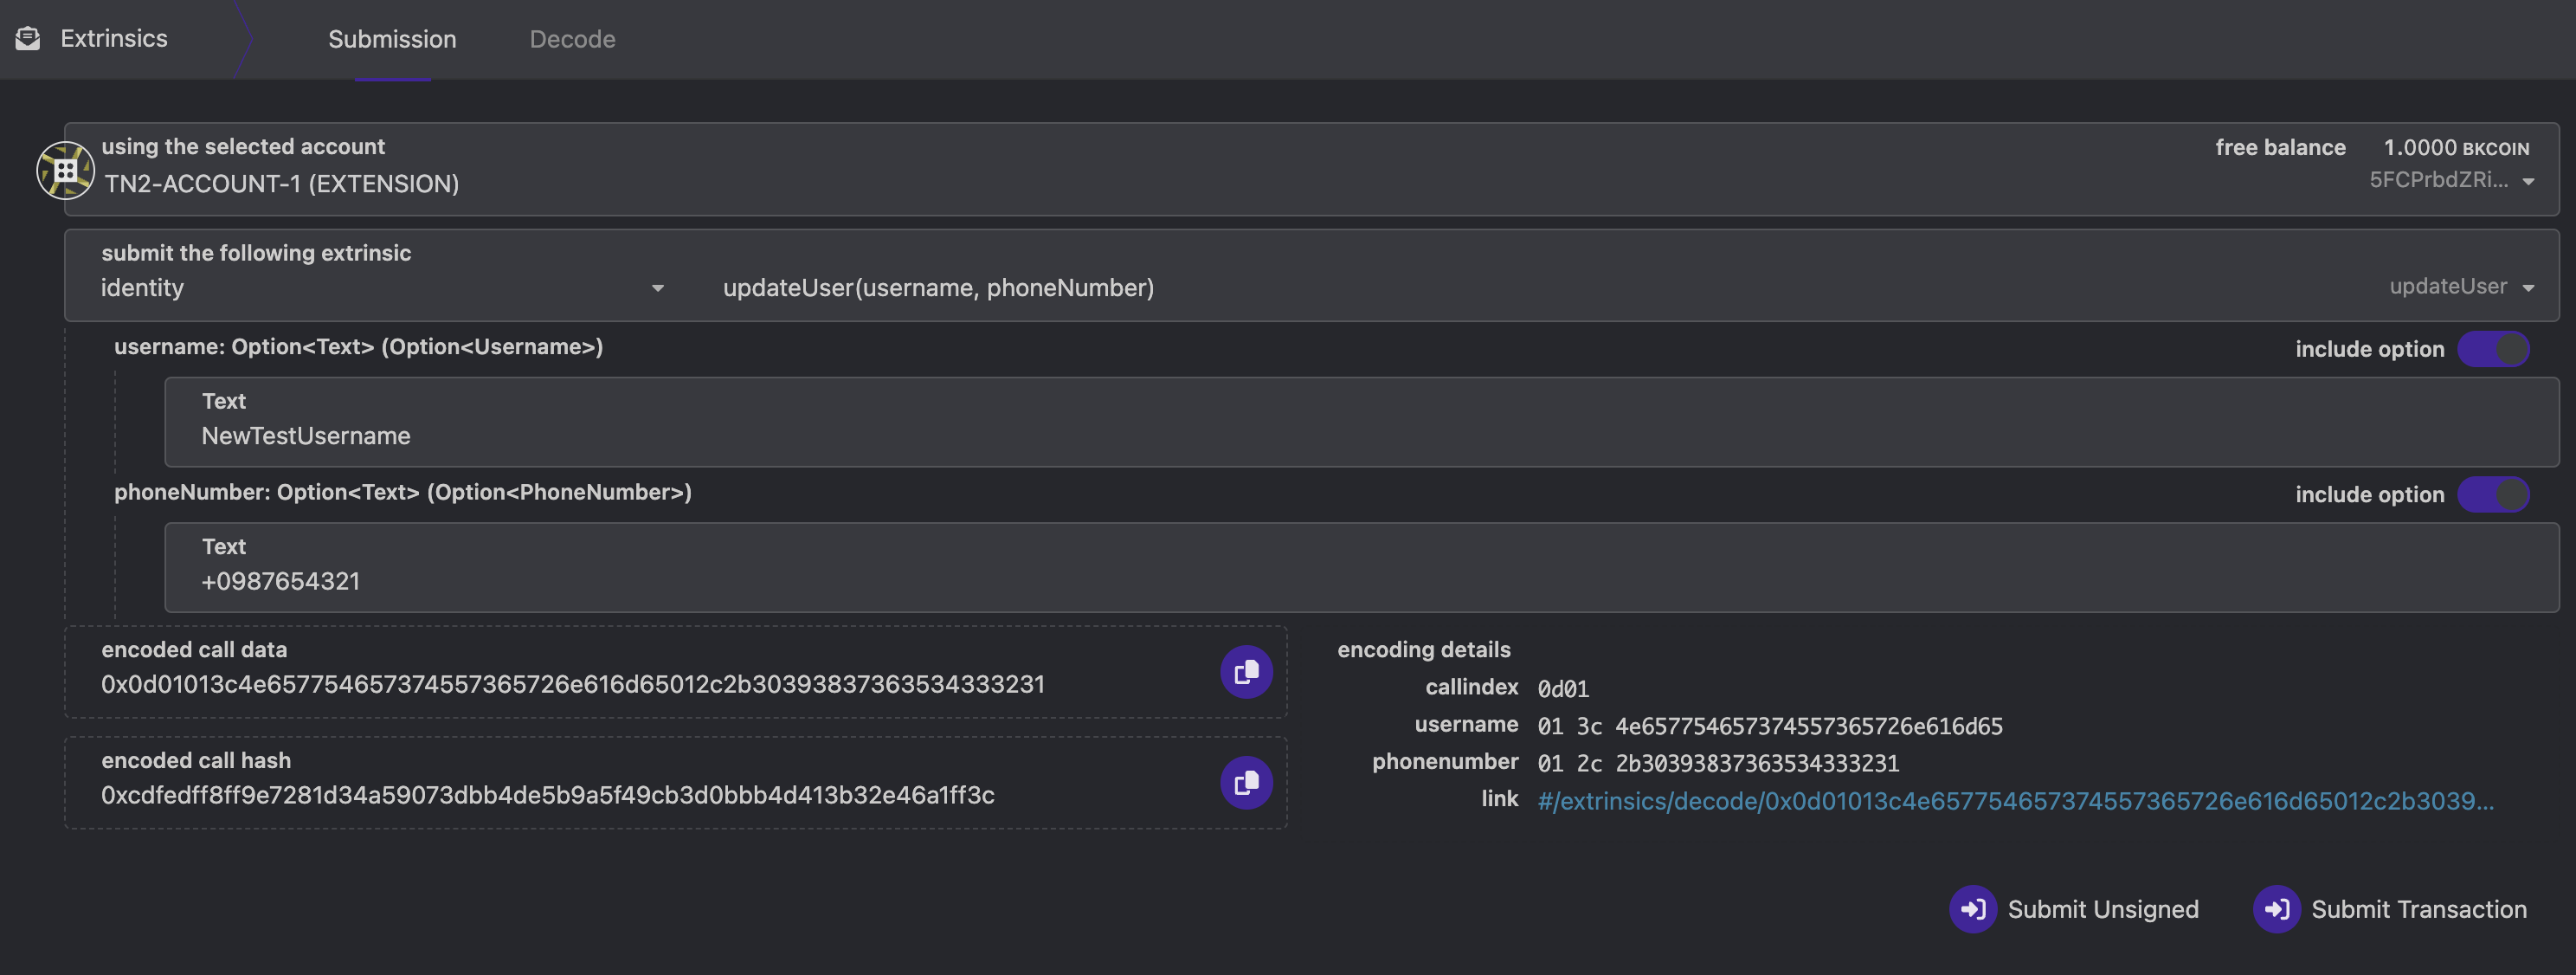 Extrinsics
Submission
Decode
using the selected account
TN2-ACCOUNT-1 (EXTENSION)
free balance 1.0000 BKCOIN
5FCPrbdZRi...
submit the following extrinsic
identity
updateUser(username, phoneNumber)
updateUser
username: Option<Text> (Option<Username>)
include option
Text
NewTestUsername
phoneNumber: Option<Text> (Option<PhoneNumber>)
include option
Text
+0987654321
encoded call data
0x0d01013c4e657754657374557365726e616d65012c2b30393837363534333231
encoded call hash
0xcdfedff8ff9e7281d34a59073dbb4de5b9a5f49cb3d0bbb4d413b32e46a1ff3c
encoding details
callindex 0d01
username 01 3c 4e657754657374557365726e616d65
phonenumber 01 2c 2b30393837363534333231
link #/extrinsics/decode/0x0d01013c4e657754657374557365726e616d65012c2b3039...
Submit Unsigned
Submit Transaction